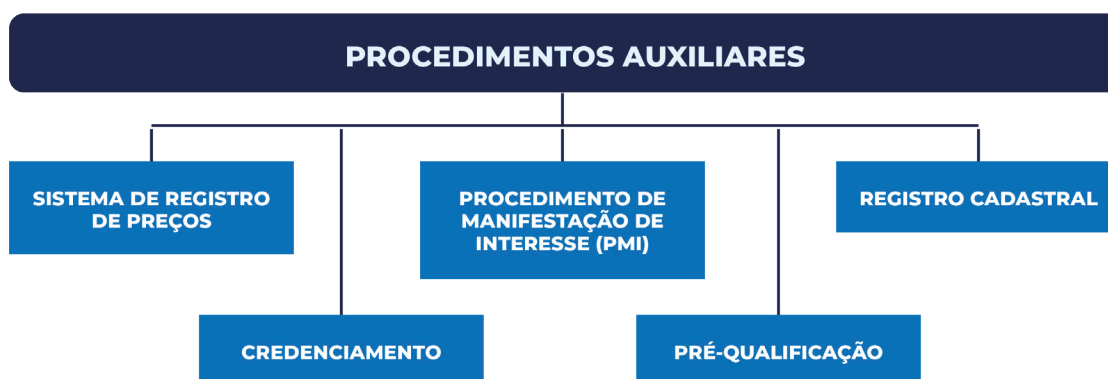 PROCEDIMENTOS AUXILIARES
SISTEMA DE REGISTRO
DE PREÇOS
PROCEDIMENTO DE
MANIFESTAÇÃO DE
INTERESSE (PMI)
REGISTRO CADASTRAL
CREDENCIAMENTO
PRÉ-QUALIFICAÇÃO